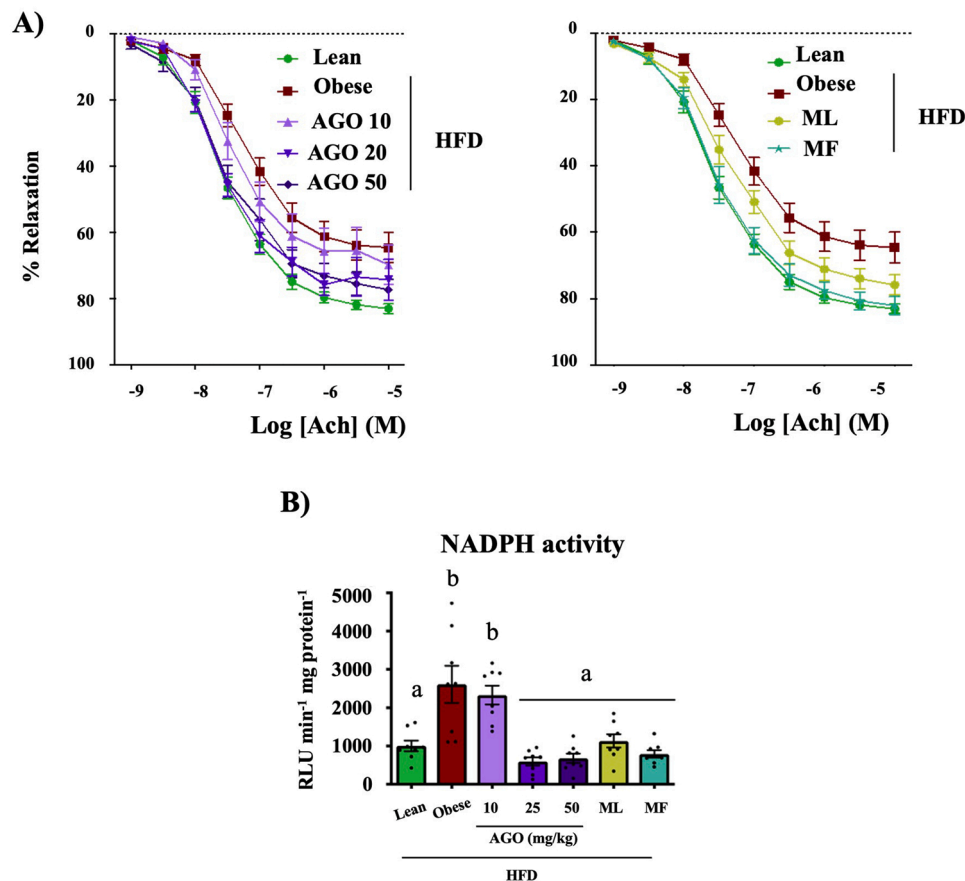 A)
0
20
40
60
80
100
% Relaxation
Lean
Obese
AGO 10
AGO 20
AGO 50
HFD
-9 -8 -7 -6 -5
Log [Ach] (M)
0
20
40
60
80
100
Lean
Obese
ML
MF
HFD
-9 -8 -7 -6 -5
Log [Ach] (M)
B)
NADPH activity
RLU min⁻¹ mg protein⁻¹
5000
4000
3000
2000
1000
0
a
b
b
a
Lean Obese 10 25 50 ML MF
AGO (mg/kg)
HFD